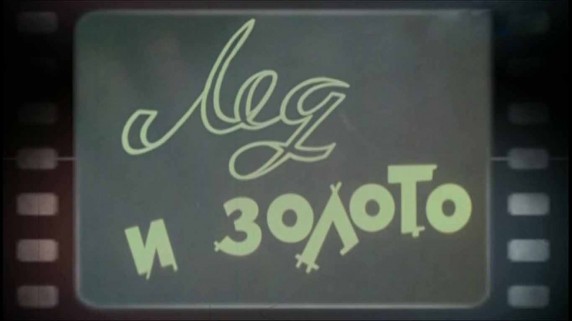 Лед
и золото